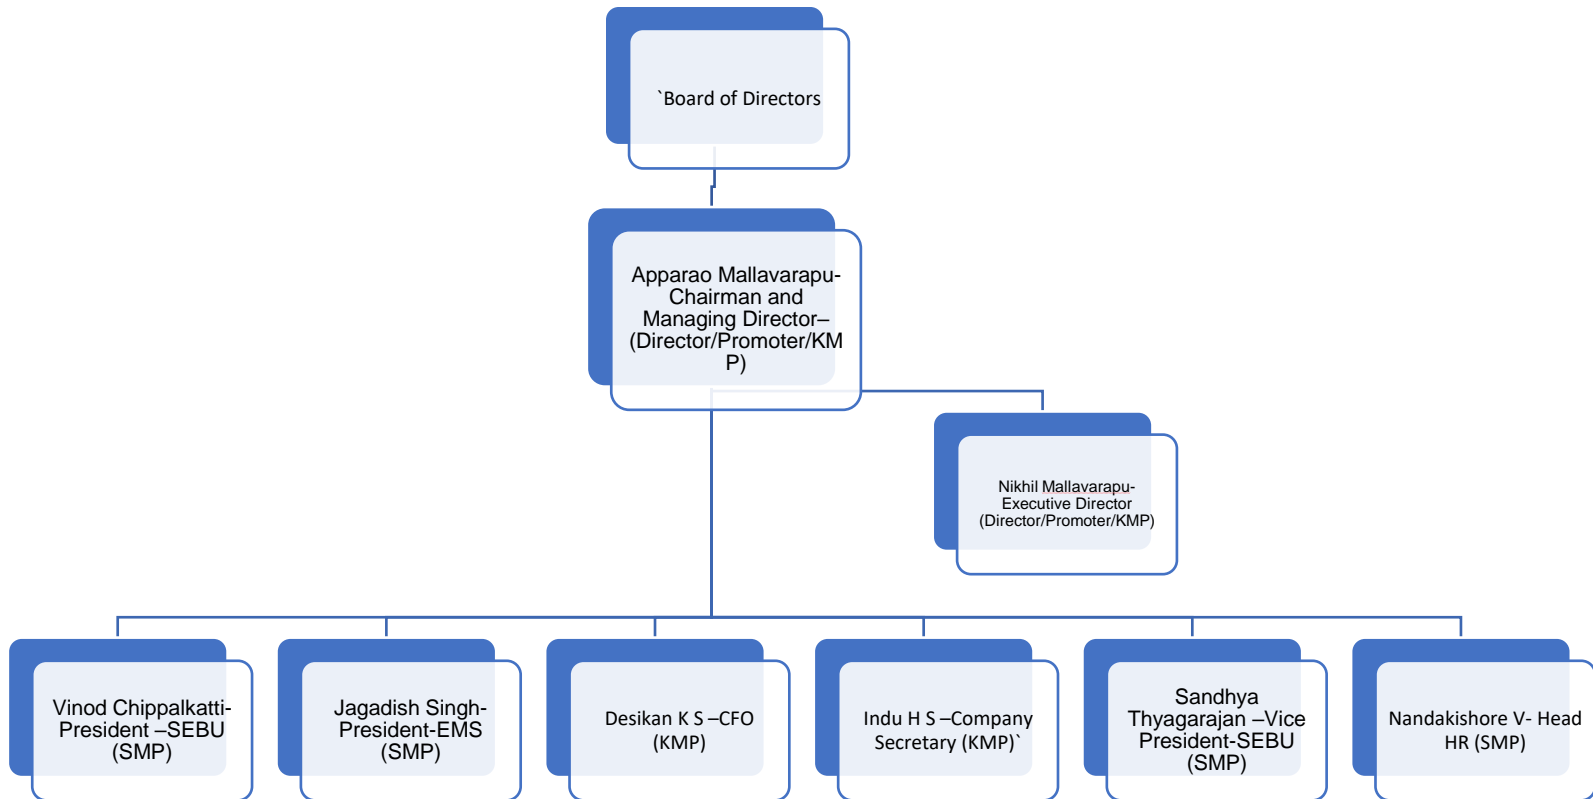 `Board of Directors
Apparao Mallavarapu-
Chairman and
Managing Director–
(Director/Promoter/KM
P)
Nikhil Mallavarapu-
Executive Director
(Director/Promoter/KMP)
Vinod Chippalkatti-
President –SEBU
(SMP)
Jagadish Singh-
President-EMS
(SMP)
Desikan K S –CFO
(KMP)
Indu H S –Company
Secretary (KMP)`
Sandhya
Thyagarajan –Vice
President-SEBU
(SMP)
Nandakishore V- Head
HR (SMP)